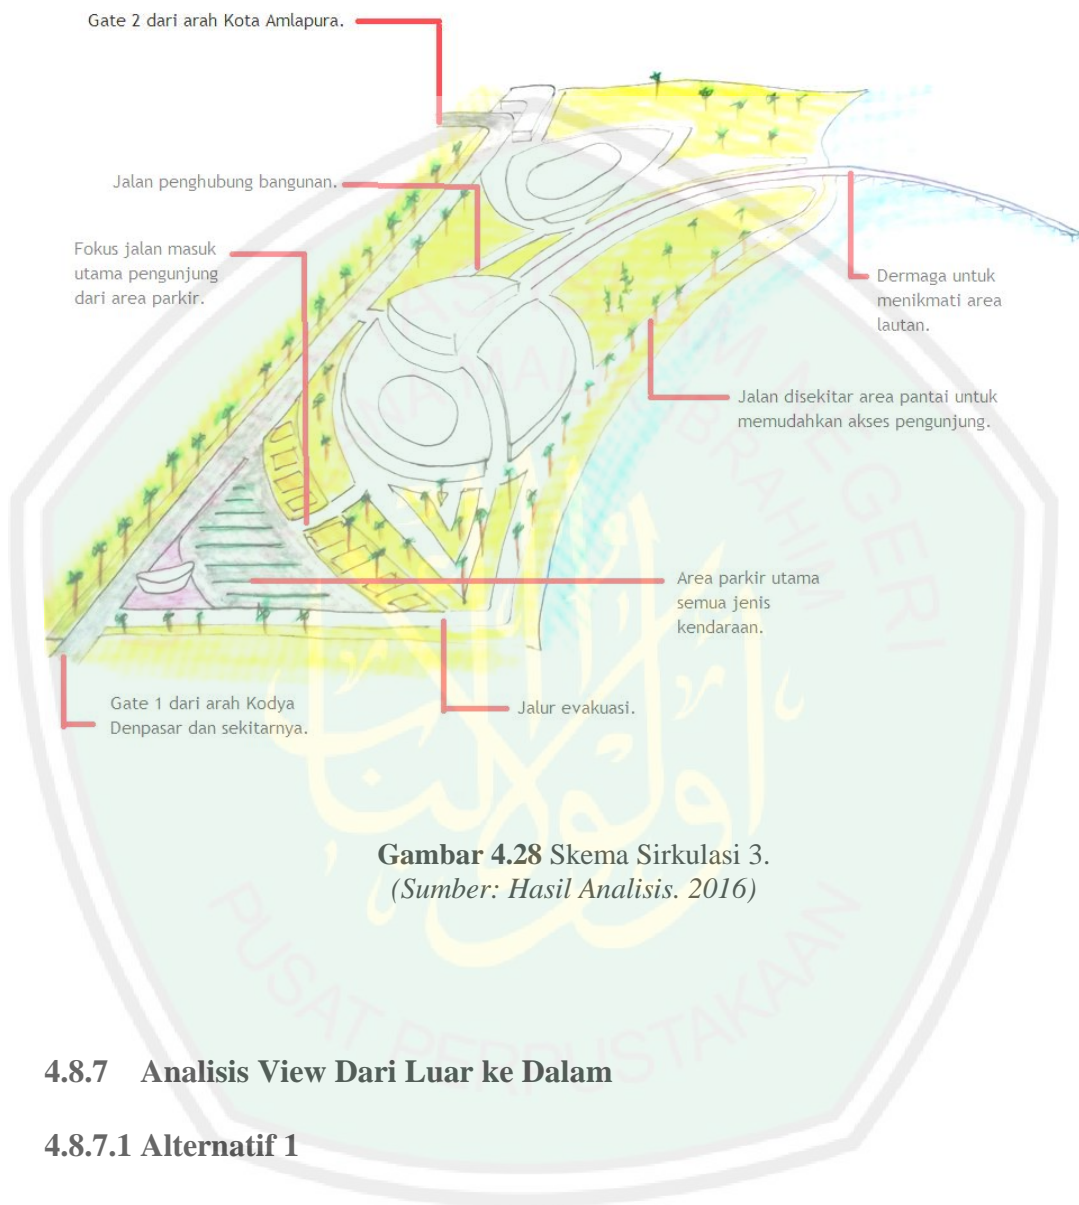 Gate 2 dari arah Kota Amlapura.
Jalan penghubung bangunan.
Fokus jalan masuk
utama pengunjung
dari area parkir.
Dermaga untuk
menikmati area
lautan.
Jalan disekitar area pantai untuk
memudahkan akses pengunjung.
Area parkir utama
semua jenis
kendaraan.
Gate 1 dari arah Kodya
Denpasar dan sekitarnya.
Jalur evakuasi.
Gambar 4.28 Skema Sirkulasi 3.
(Sumber: Hasil Analisis. 2016)
PUSAT PERPUSTAKAAN
4.8.7 Analisis View Dari Luar ke Dalam
4.8.7.1 Alternatif 1